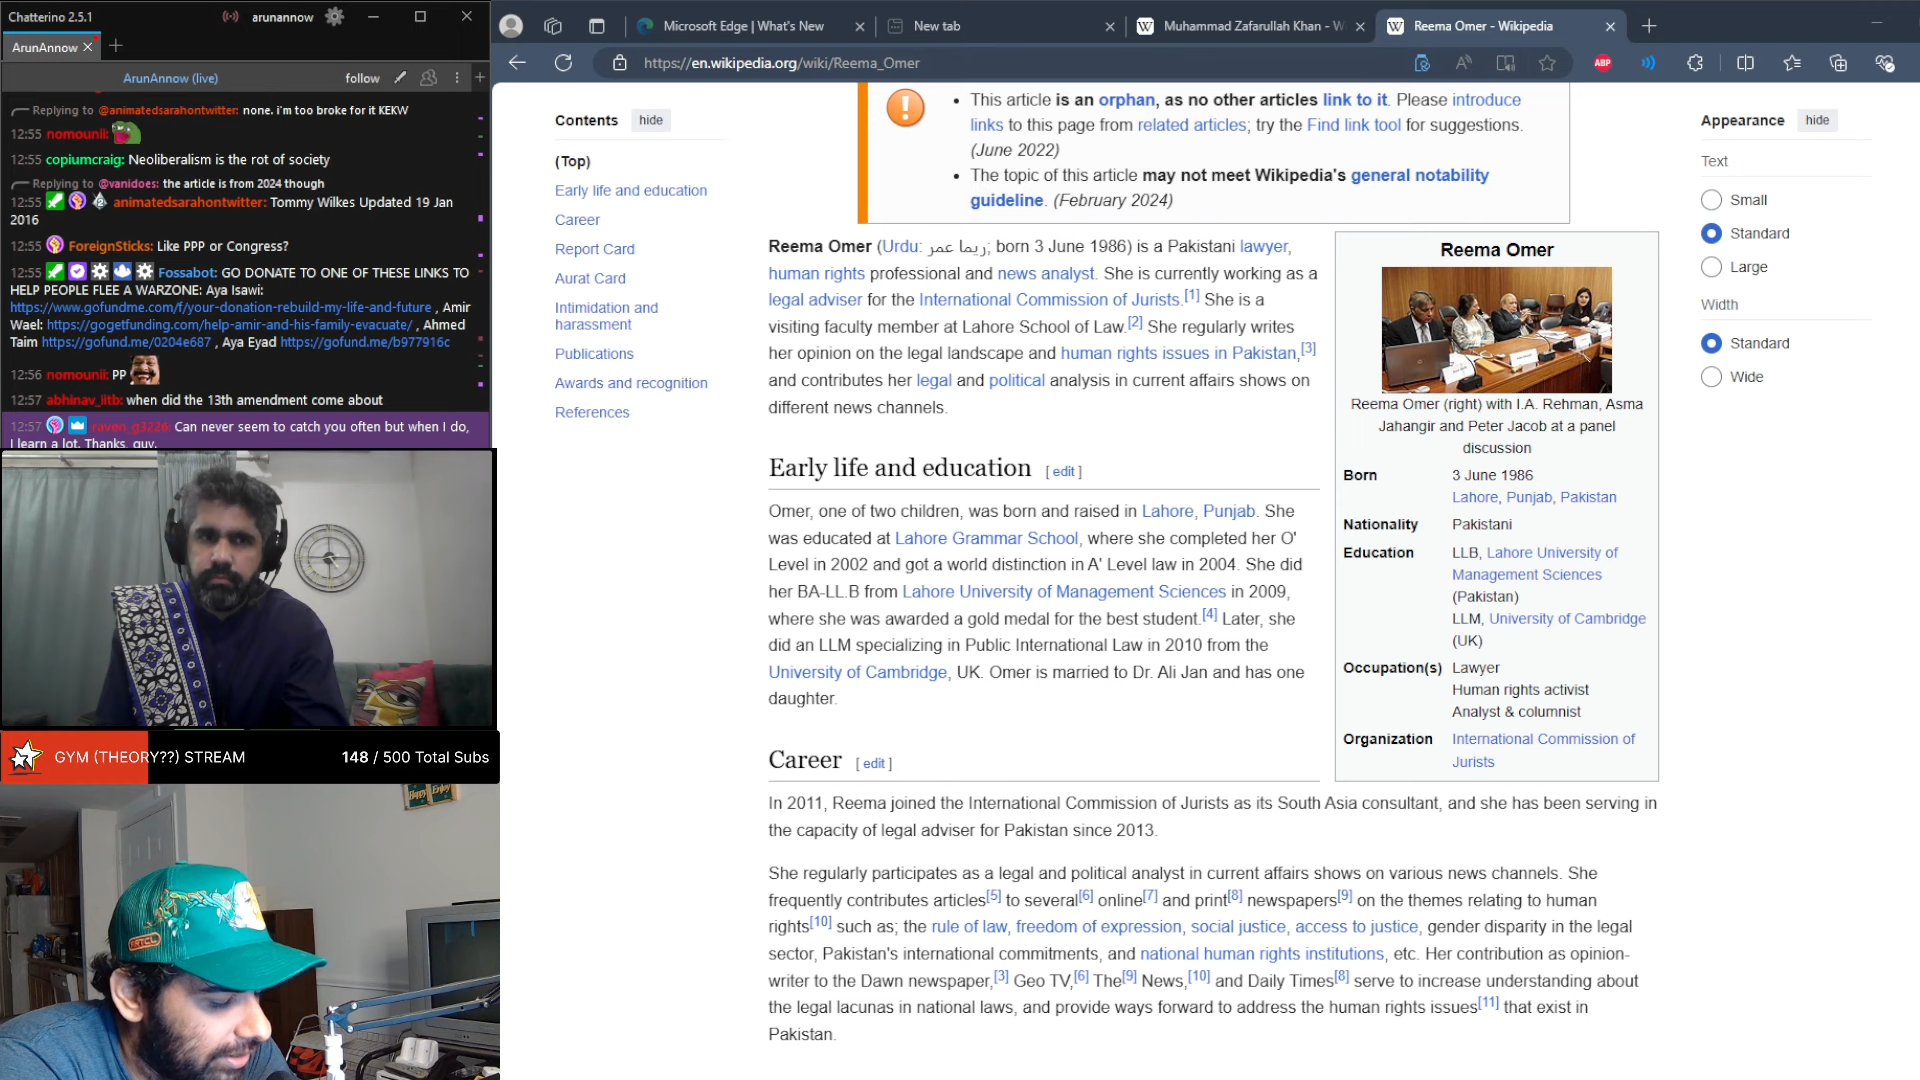 Chatterino 2.5.1
arunannow
ArunAnnow
ArunAnnow (live)
follow
Replying to @animatedsarahontwitter: none. i'm too broke for it KEKW
12:55 nomounii:
12:55 copiumcraig: Neoliberalism is the rot of society
Replying to @vanidoes: the article is from 2024 though
12:55 animatedsarahontwitter: Tommy Wilkes Updated 19 Jan
2016
12:55 ForeignSticks: Like PPP or Congress?
12:55 Fossabot: GO DONATE TO ONE OF THESE LINKS TO
HELP PEOPLE FLEE A WARZONE: Aya Isawi:
https://www.gofundme.com/f/your-donation-rebuild-my-life-and-future , Amir
Wael: https://gogetfunding.com/help-amir-and-his-family-evacuate/ , Ahmed
Taim https://gofund.me/0204e687 , Aya Eyad https://gofund.me/b977916c
12:56 nomounii: PP
12:57 abhinav_iitb: when did the 13th amendment come about
12:57 raven_g3226: Can never seem to catch you often but when I do,
I learn a lot. Thanks, guy.
GYM (THEORY??) STREAM
148 / 500 Total Subs
Microsoft Edge | What's New
New tab
Muhammad Zafarullah Khan - W
Reema Omer - Wikipedia
https://en.wikipedia.org/wiki/Reema_Omer
ABP
Contents
hide
(Top)
Early life and education
Career
Report Card
Aurat Card
Intimidation and
harassment
Publications
Awards and recognition
References
This article is an orphan, as no other articles link to it. Please introduce
links to this page from related articles; try the Find link tool for suggestions.
(June 2022)
The topic of this article may not meet Wikipedia's general notability
guideline. (February 2024)
Reema Omer (Urdu: ریما عمر; born 3 June 1986) is a Pakistani lawyer,
human rights professional and news analyst. She is currently working as a
legal adviser for the International Commission of Jurists.[1] She is a
visiting faculty member at Lahore School of Law.[2] She regularly writes
her opinion on the legal landscape and human rights issues in Pakistan,[3]
and contributes her legal and political analysis in current affairs shows on
different news channels.
Early life and education [ edit ]
Omer, one of two children, was born and raised in Lahore, Punjab. She
was educated at Lahore Grammar School, where she completed her O'
Level in 2002 and got a world distinction in A' Level law in 2004. She did
her BA-LL.B from Lahore University of Management Sciences in 2009,
where she was awarded a gold medal for the best student.[4] Later, she
did an LLM specializing in Public International Law in 2010 from the
University of Cambridge, UK. Omer is married to Dr. Ali Jan and has one
daughter.
Career [ edit ]
In 2011, Reema joined the International Commission of Jurists as its South Asia consultant, and she has been serving in
the capacity of legal adviser for Pakistan since 2013.
She regularly participates as a legal and political analyst in current affairs shows on various news channels. She
frequently contributes articles[5] to several[6] online[7] and print[8] newspapers[9] on the themes relating to human
rights[10] such as; the rule of law, freedom of expression, social justice, access to justice, gender disparity in the legal
sector, Pakistan's international commitments, and national human rights institutions, etc. Her contribution as opinion-
writer to the Dawn newspaper,[3] Geo TV,[6] The[9] News,[10] and Daily Times[8] serve to increase understanding about
the legal lacunas in national laws, and provide ways forward to address the human rights issues[11] that exist in
Pakistan.
Reema Omer
Reema Omer (right) with I.A. Rehman, Asma
Jahangir and Peter Jacob at a panel
discussion
Born 3 June 1986
Lahore, Punjab, Pakistan
Nationality Pakistani
Education LLB, Lahore University of
Management Sciences
(Pakistan)
LLM, University of Cambridge
(UK)
Occupation(s) Lawyer
Human rights activist
Analyst & columnist
Organization International Commission of
Jurists
Appearance
hide
Text
Small
Standard
Large
Width
Standard
Wide